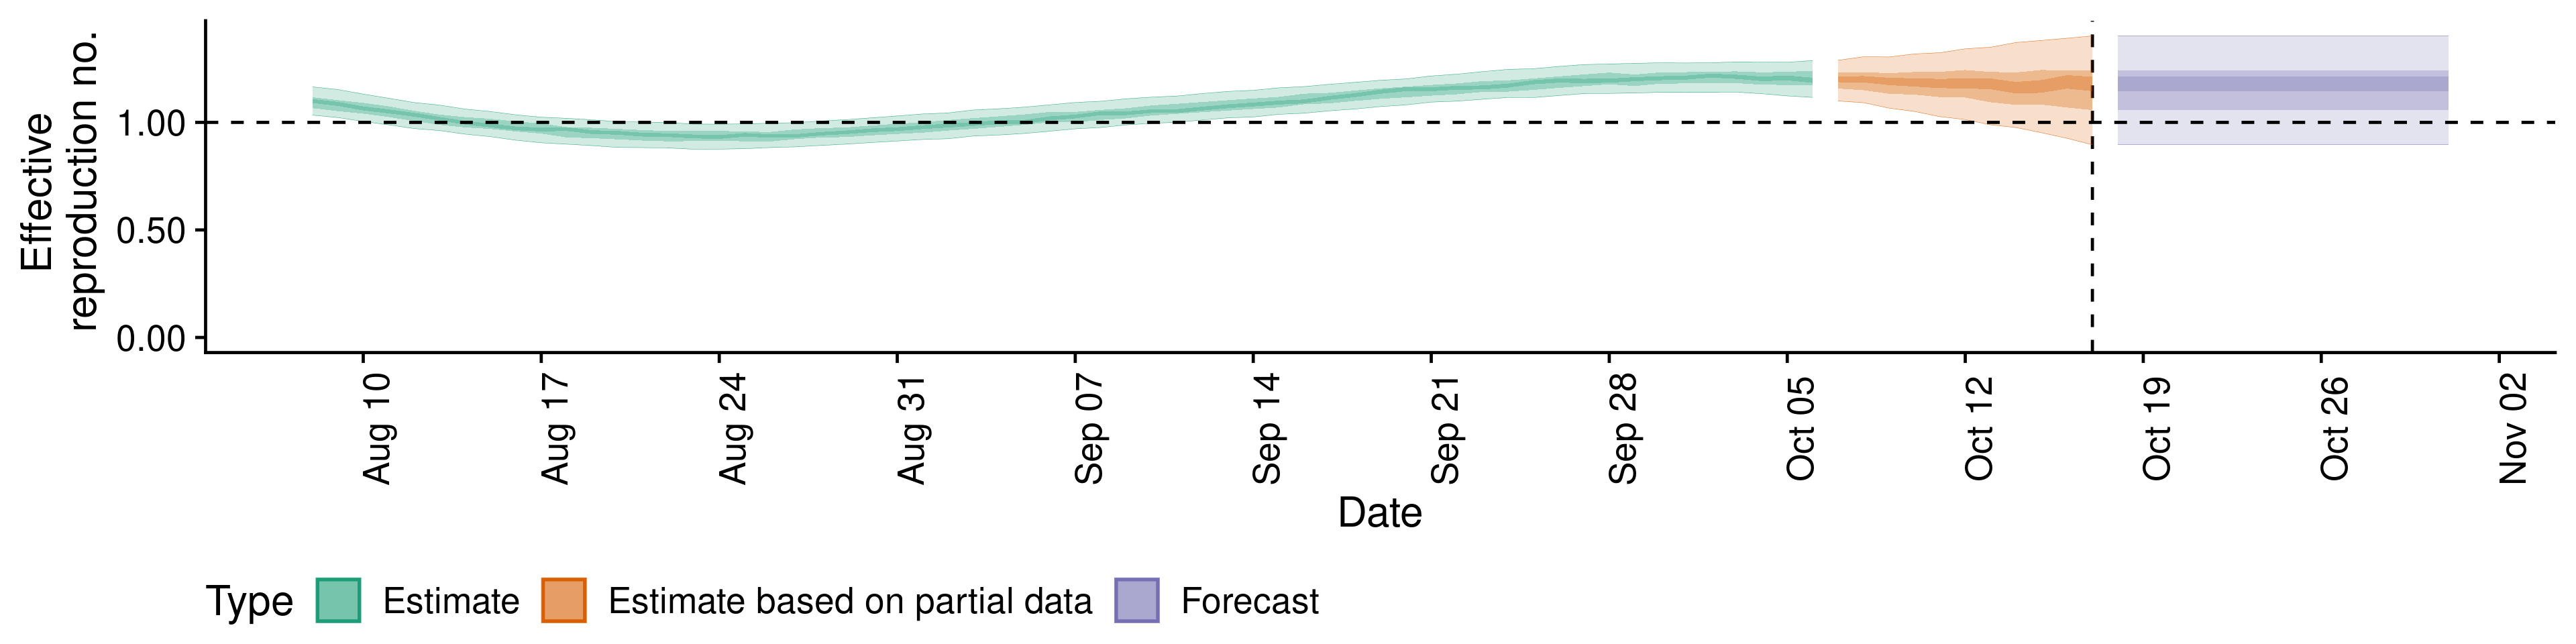 Effective
reproduction no.
1.00
0.50
0.00
Aug 10
Aug 17
Aug 24
Aug 31
Sep 07
Sep 14
Sep 21
Sep 28
Oct 05
Oct 12
Oct 19
Oct 26
Nov 02
Date
Type Estimate Estimate based on partial data Forecast